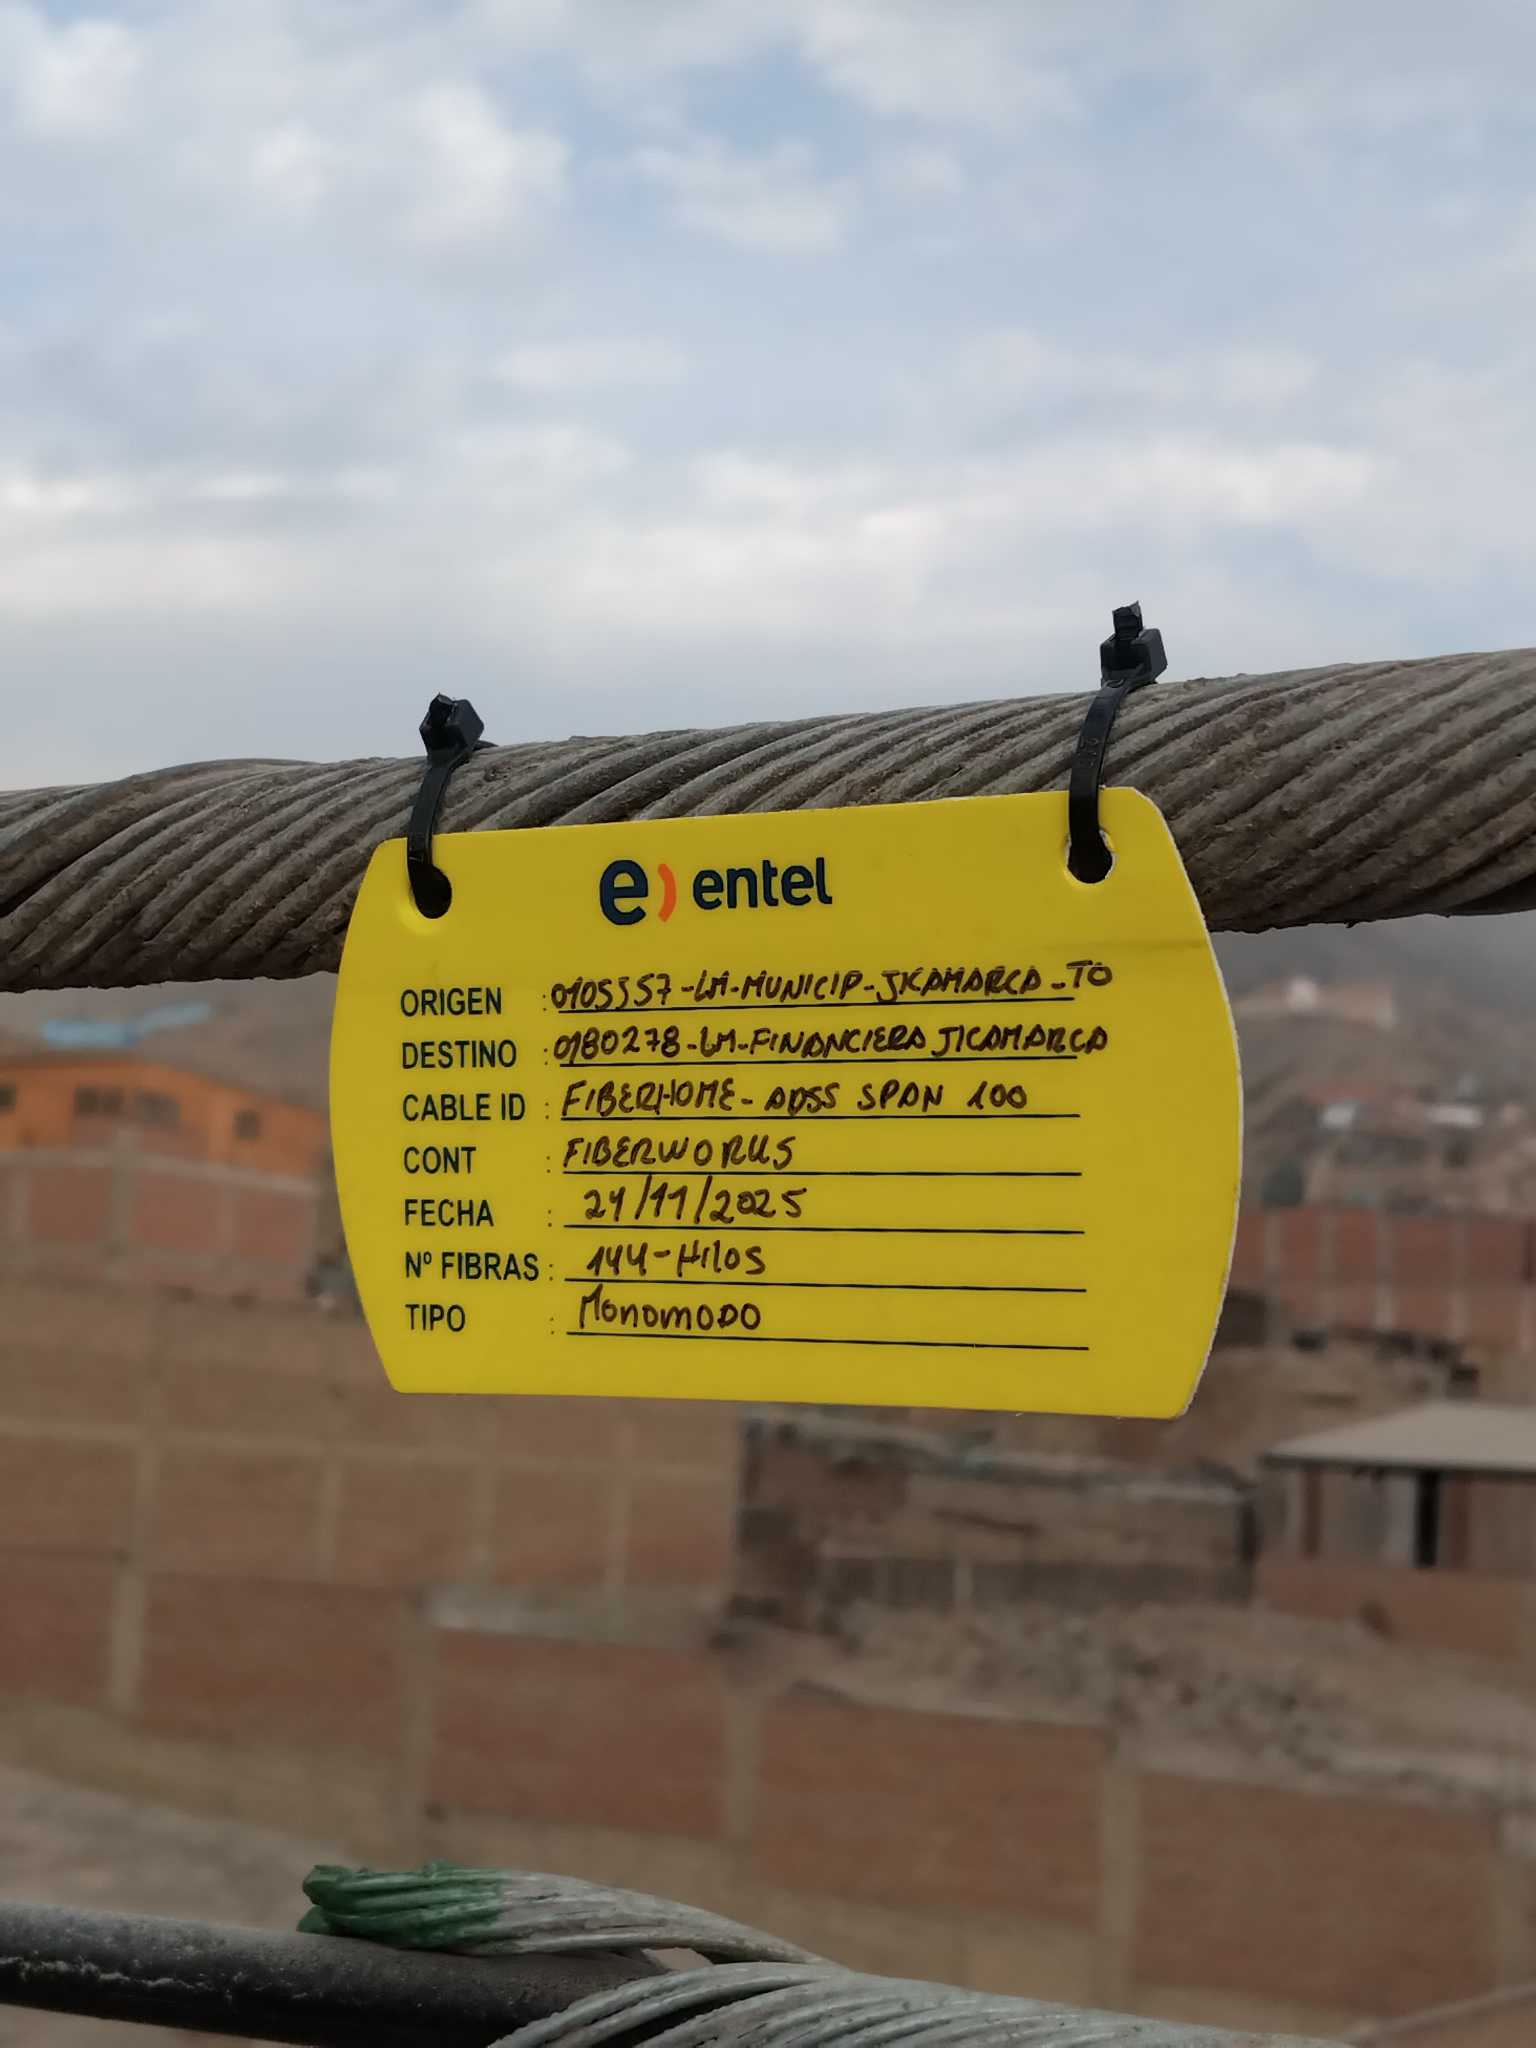 e) entel
ORIGEN : 0105557-LM-MUNICIP-JICAMARCA_TO
DESTINO : 0180278-LM-FINANCIERA JICAMARCA
CABLE ID : FIBERHOME- ADSS SPAN 100
CONT : FIBERWORKS
FECHA : 21/11/2025
Nº FIBRAS : 144-Hilos
TIPO : Monomodo